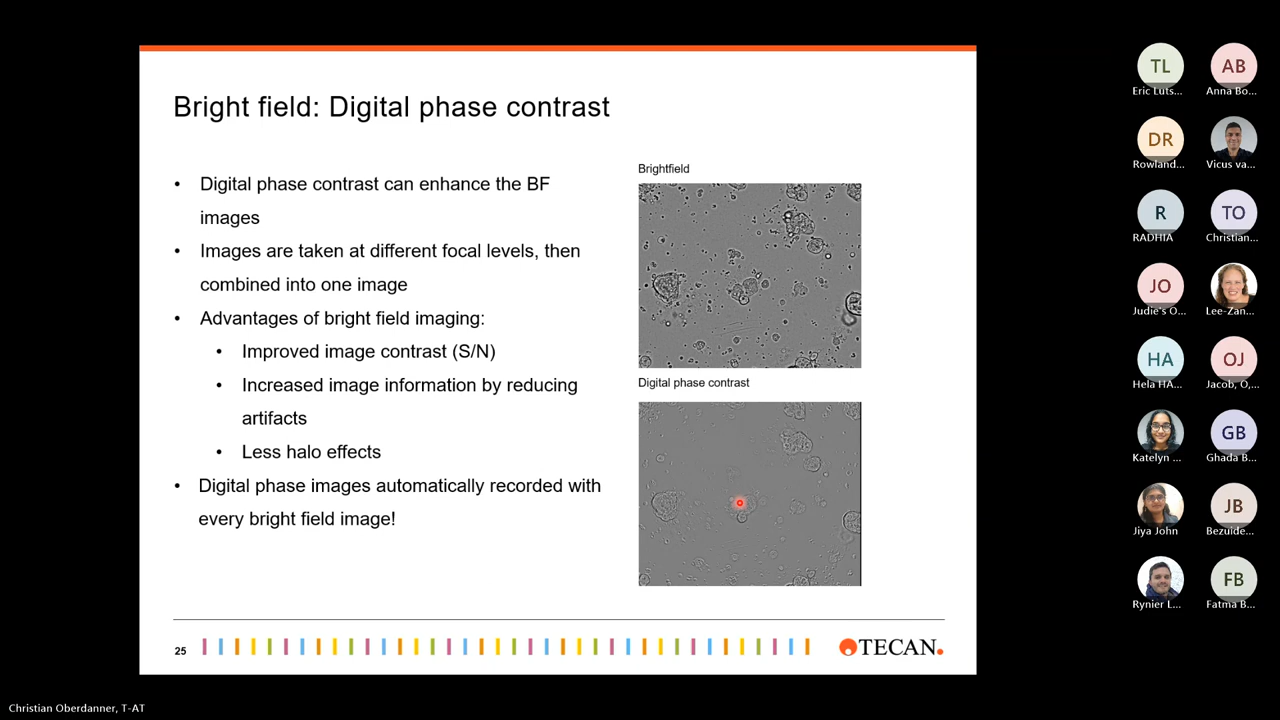 Bright field: Digital phase contrast
• Digital phase contrast can enhance the BF
images
• Images are taken at different focal levels, then
combined into one image
• Advantages of bright field imaging:
• Improved image contrast (S/N)
• Increased image information by reducing
artifacts
• Less halo effects
• Digital phase images automatically recorded with
every bright field image!
Brightfield
Digital phase contrast
25
TECAN.
TL
Eric Luts...
AB
Anna Bo...
DR
Rowland...
Vicus va...
R
RADHIA
TO
Christian...
JO
Judie's O...
Lee-Zan...
HA
Hela HA...
OJ
Jacob, O,...
Katelyn ...
GB
Ghada B...
Jiya John
JB
Bezuide...
Rynier L...
FB
Fatma B...
Christian Oberdanner, T-AT